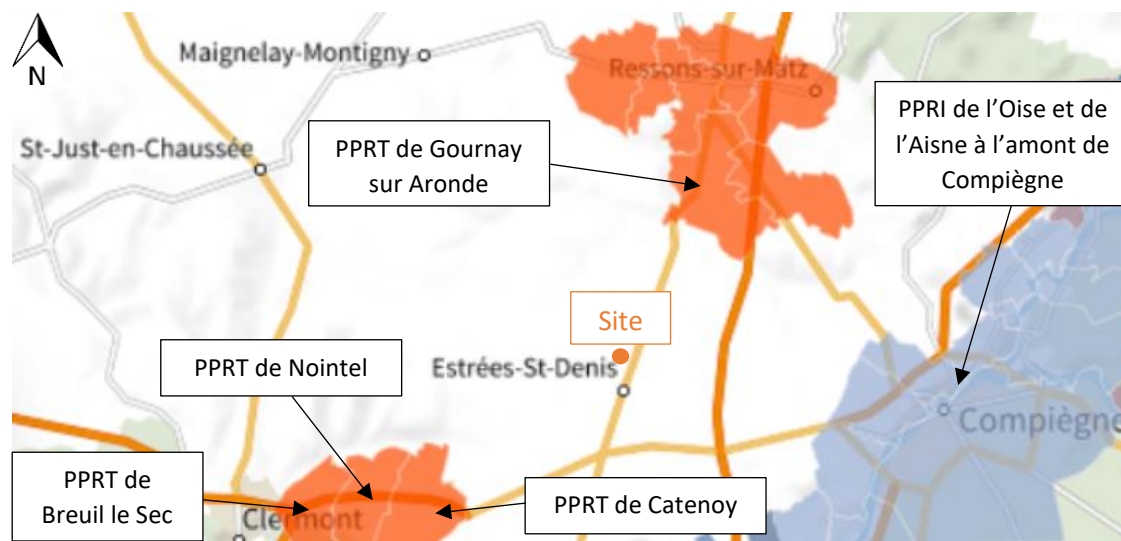 N
Maignelay-Montigny
Ressons-sur-Matz
St-Just-en-Chaussée
PPRT de Gournay
sur Aronde
PPRI de l’Oise et de
l’Aisne à l’amont de
Compiègne
Site
Estrées-St-Denis
PPRT de Nointel
Compiègne
PPRT de
Breuil le Sec
PPRT de Catenoy
Clermont